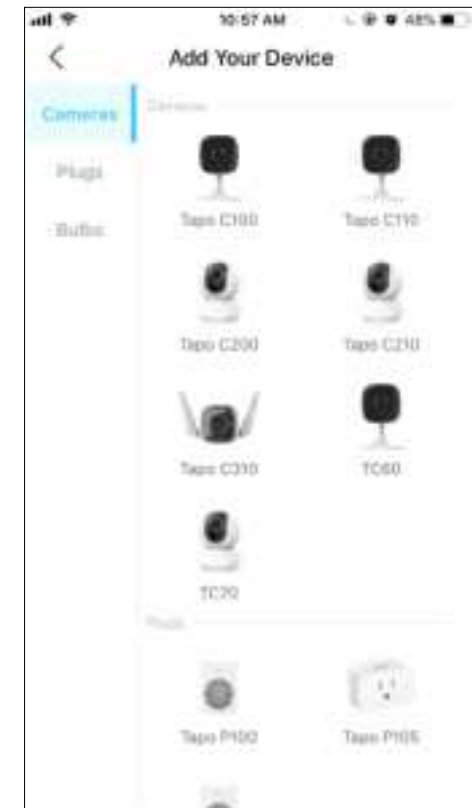 10:57 AM 48%
Add Your Device
Cameras
Cameras
Plugs
Bulbs
Tapo C100 Tapo C110
Tapo C200 Tapo C210
Tapo C310 TC60
TC70
Plugs
Tapo P100 Tapo P105